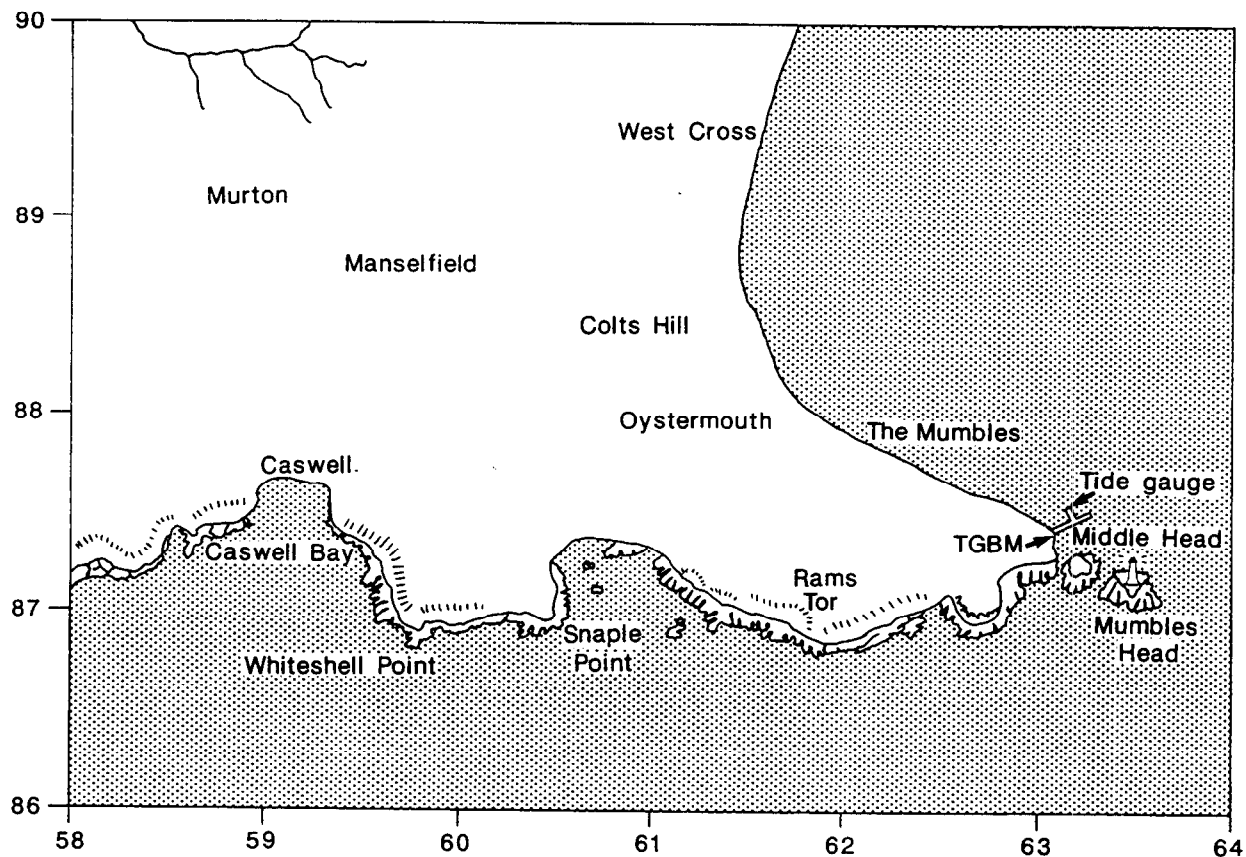 90
West Cross
Murton
89
Manselfield
Colts Hill
88
Oystermouth
The Mumbles
Caswell
Tide gauge
TGBM
Middle Head
Caswell Bay
Rams
Tor
87
Snaple
Point
Mumbles
Head
Whiteshell Point
86
58
59
60
61
62
63
64